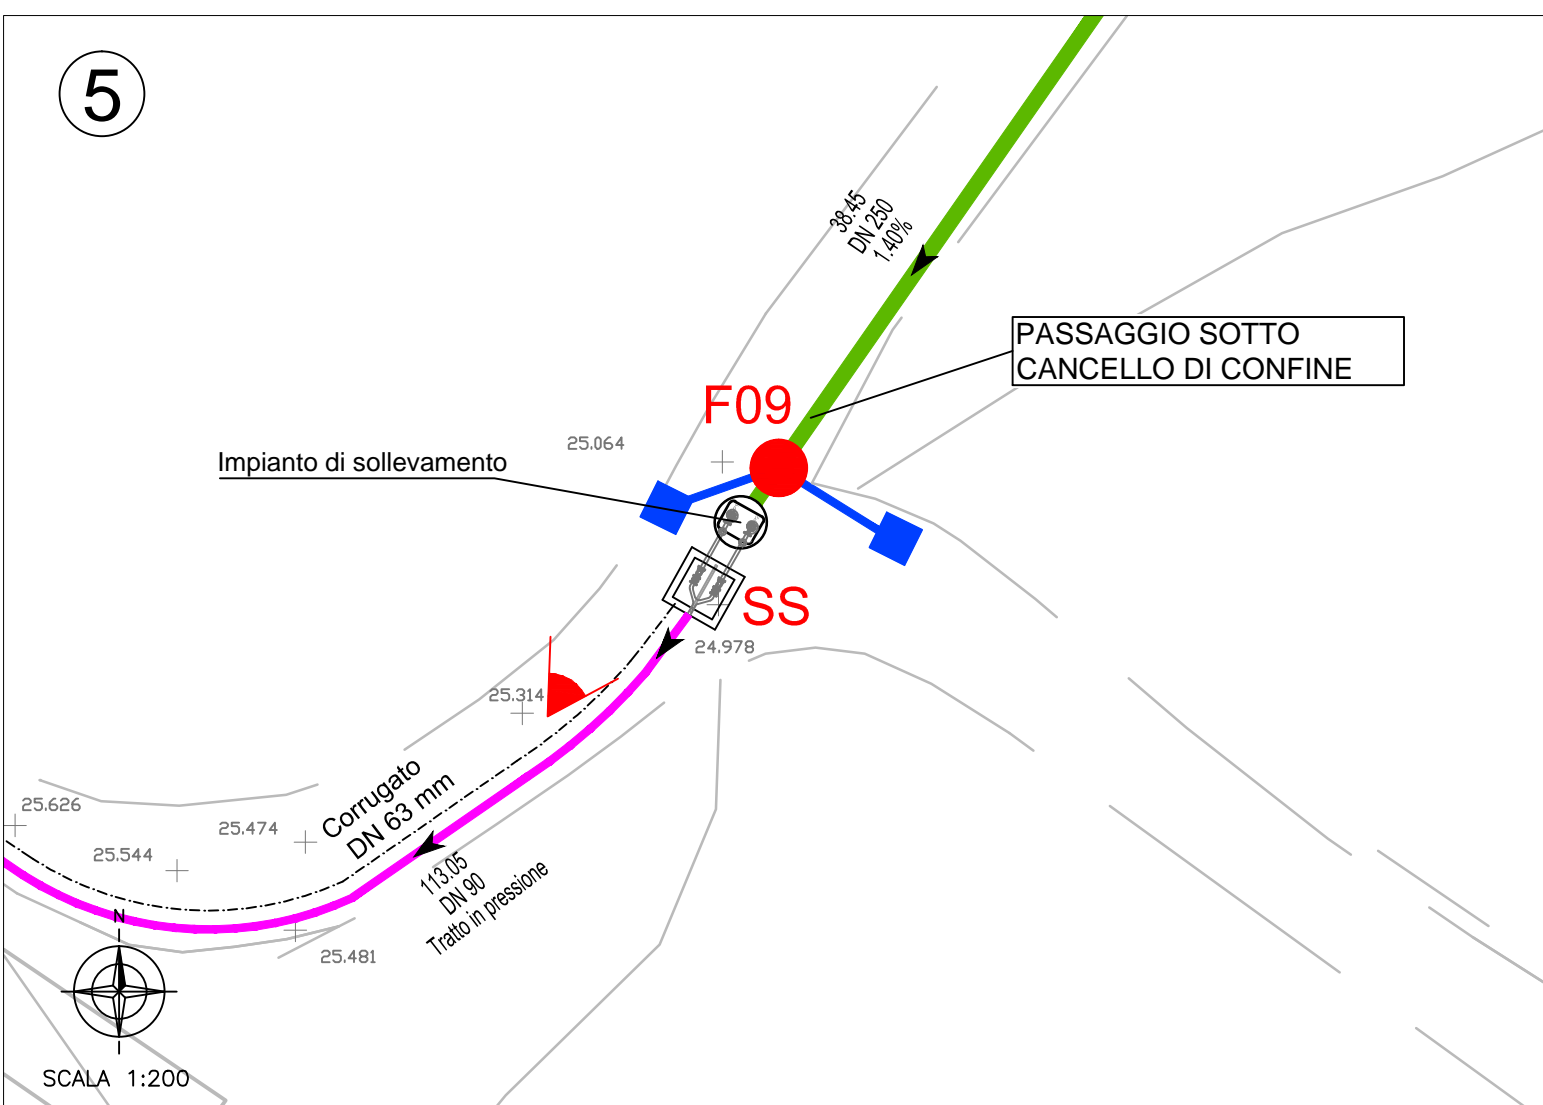 5
38.45
DN 250
1.40%
PASSAGGIO SOTTO
CANCELLO DI CONFINE
F09
25.064
Impianto di sollevamento
SS
24.978
25.314
Corrugato
DN 63 mm
25.626
25.474
25.544
113.05
DN 90
Tratto in pressione
25.481
N
SCALA 1:200